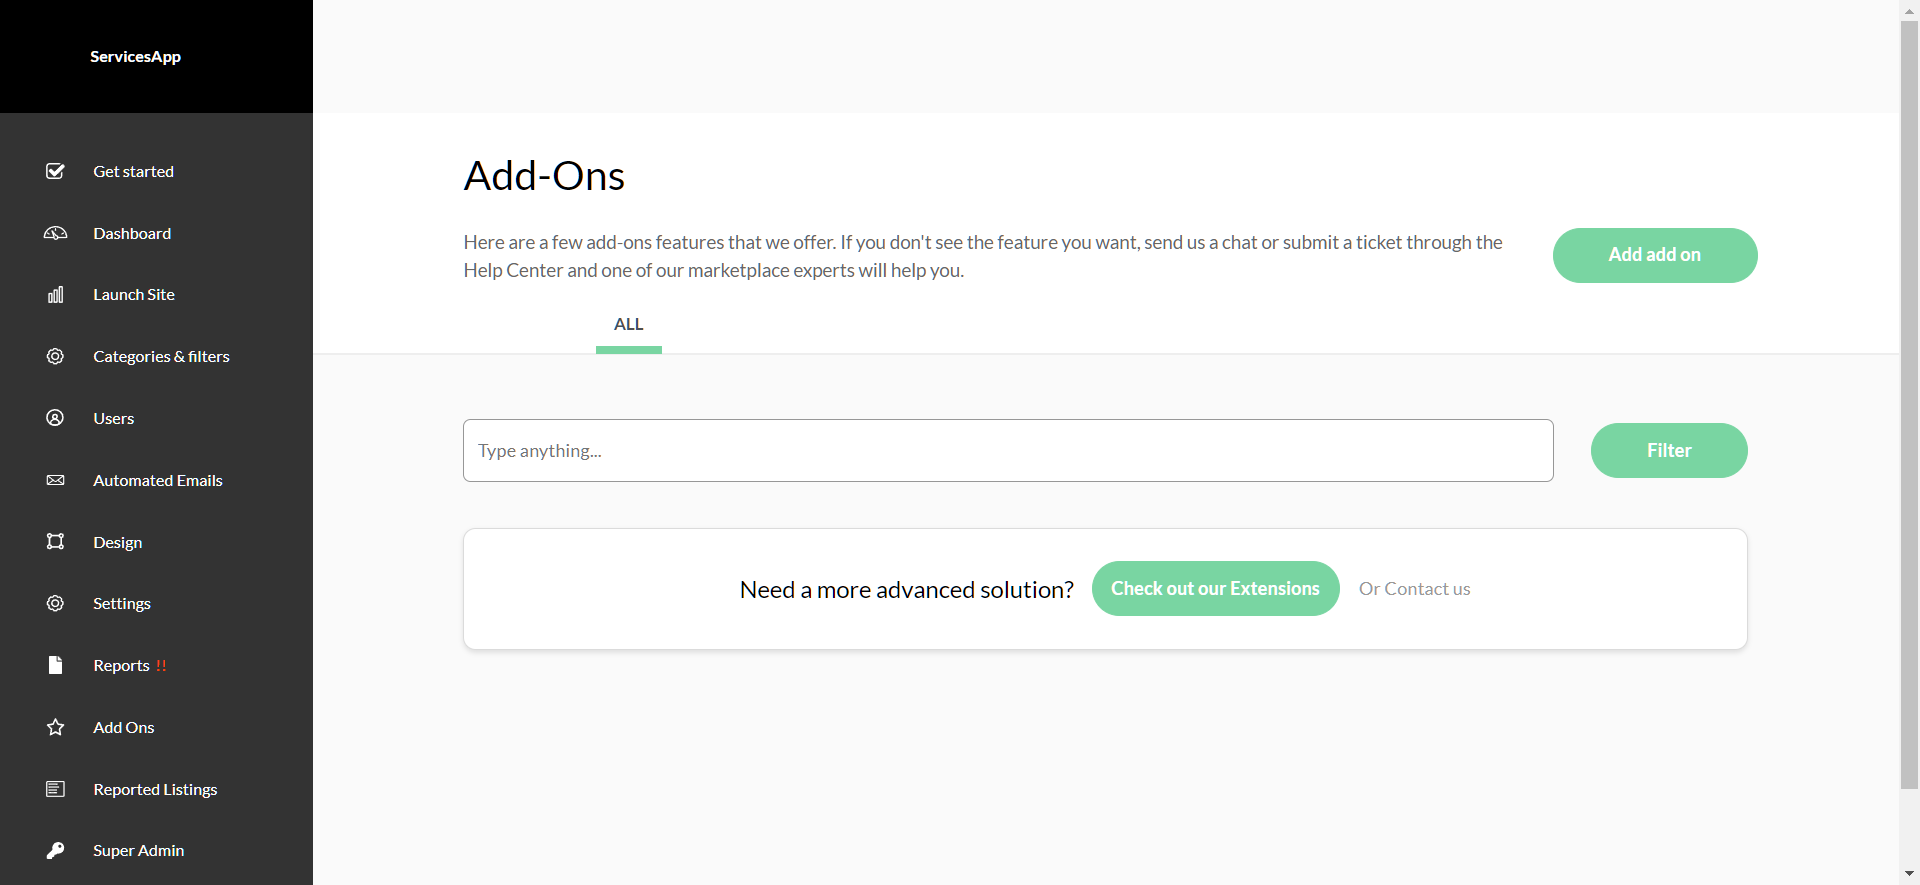 ServicesApp
Get started
Dashboard
Launch Site
Categories & filters
Users
Automated Emails
Design
Settings
Reports !!
Add Ons
Reported Listings
Super Admin
Add-Ons
Here are a few add-ons features that we offer. If you don't see the feature you want, send us a chat or submit a ticket through the
Help Center and one of our marketplace experts will help you.
Add add on
ALL
Type anything...
Filter
Need a more advanced solution? Check out our Extensions Or Contact us